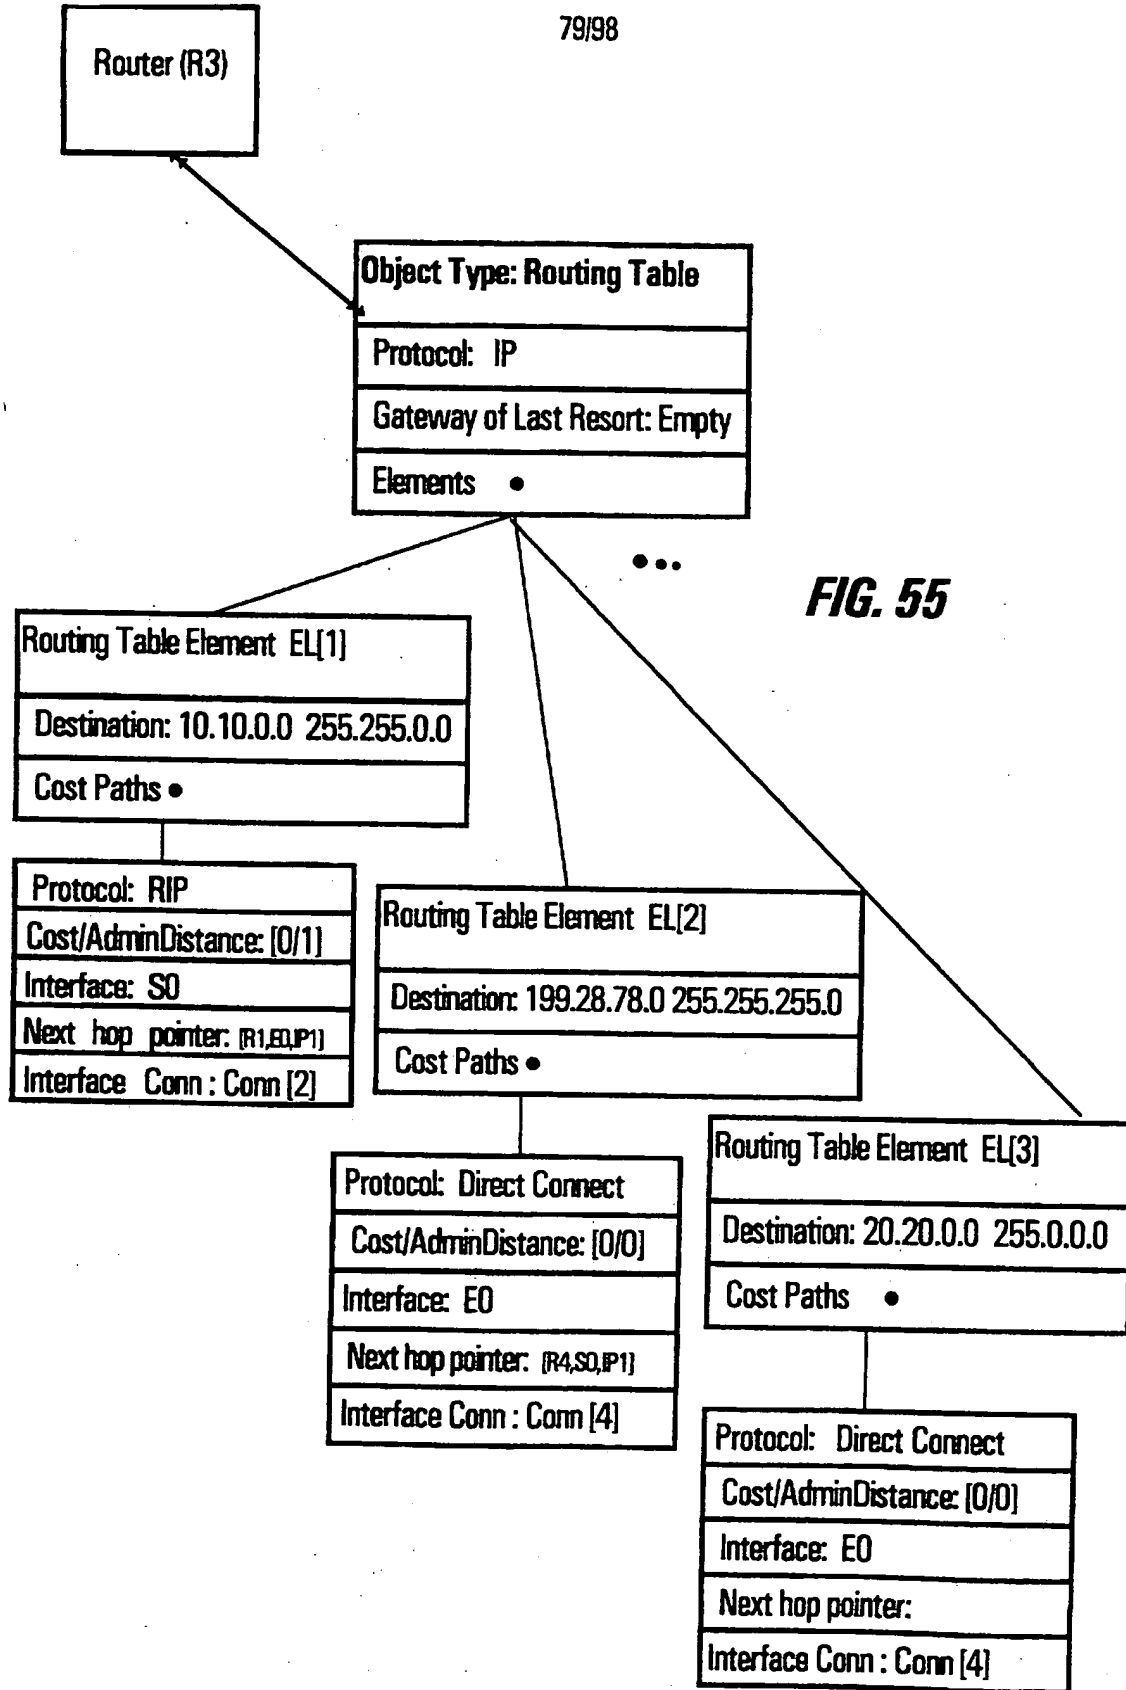 79/98
Router (R3)
Object Type: Routing Table
Protocol: IP
Gateway of Last Resort: Empty
Elements •
•••
FIG. 55
Routing Table Element EL[1]
Destination: 10.10.0.0 255.255.0.0
Cost Paths •
Protocol: RIP
Cost/AdminDistance: [0/1]
Interface: S0
Next hop pointer: [R1,E0,IP1]
Interface Conn : Conn [2]
Routing Table Element EL[2]
Destination: 199.28.78.0 255.255.255.0
Cost Paths •
Protocol: Direct Connect
Cost/AdminDistance: [0/0]
Interface: E0
Next hop pointer: [R4,S0,IP1]
Interface Conn : Conn [4]
Routing Table Element EL[3]
Destination: 20.20.0.0 255.0.0.0
Cost Paths •
Protocol: Direct Connect
Cost/AdminDistance: [0/0]
Interface: E0
Next hop pointer:
Interface Conn : Conn [4]